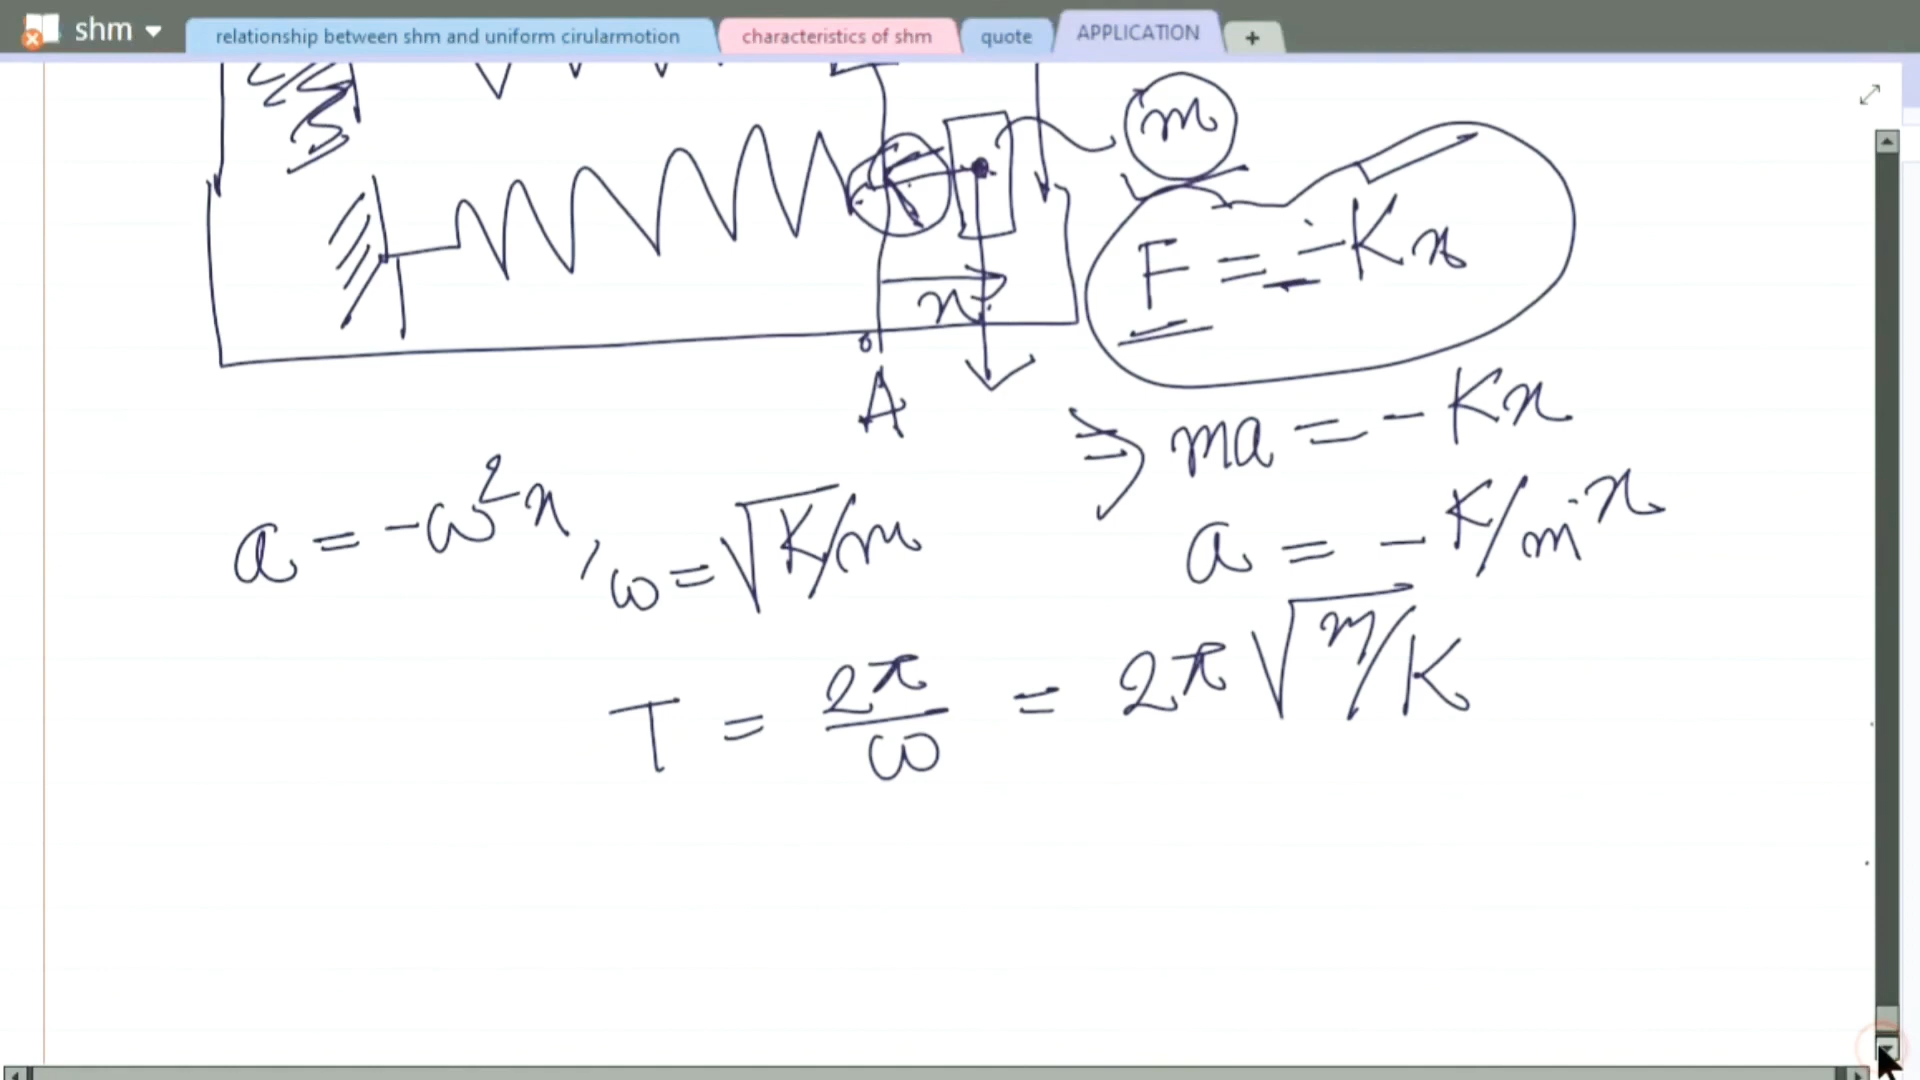 shm
relationship between shm and uniform cirularmotion
characteristics of shm
quote
APPLICATION
+
m
F = -Kx
x
A
⇒ ma = -Kx
a = -ω²x, ω = √K/m
a = -K/m x
T = 2π/ω = 2π √m/K